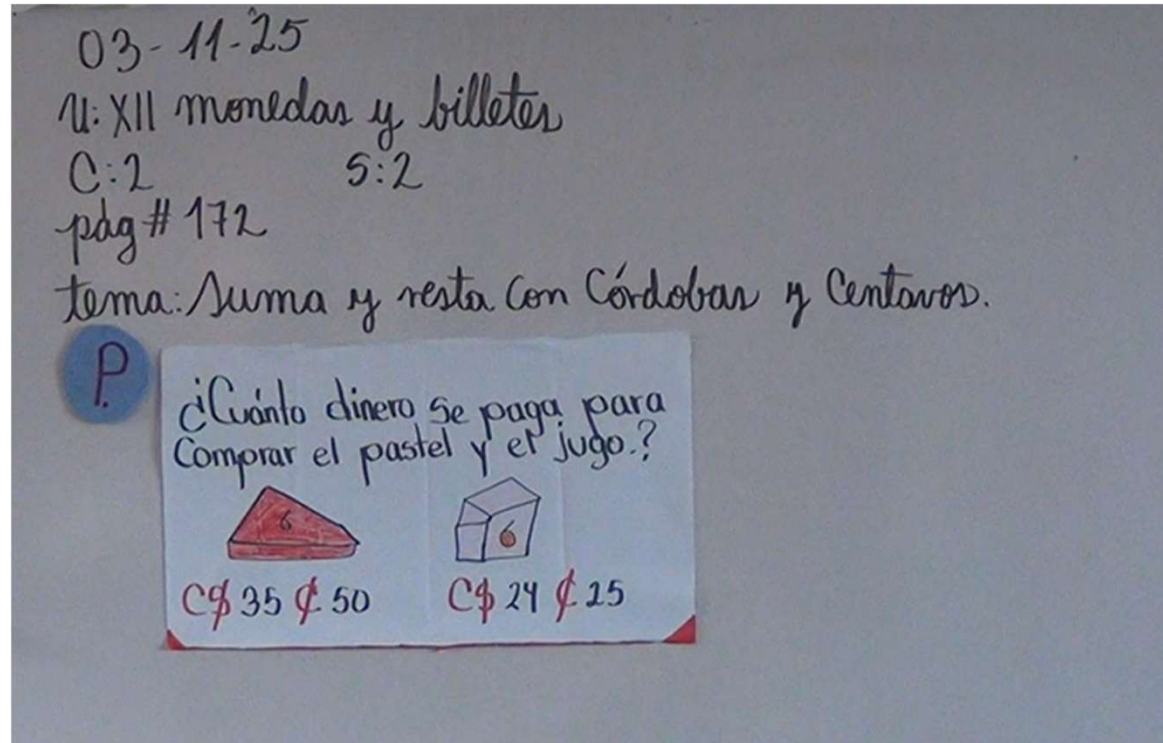 03-11-25
U: XII monedas y billetes
C:2 S:2
pág # 172
tema: Suma y resta con Córdobas y Centavos.
P.
¿Cuánto dinero se paga para
Comprar el pastel y el jugo.?
6 6
C$ 35 ₵ 50 C$ 24 ₵ 25